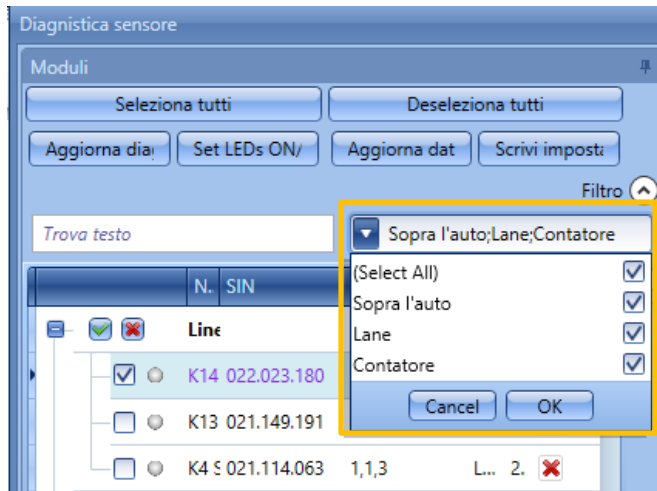 Diagnistica sensore
Moduli
Seleziona tutti
Deseleziona tutti
Aggiorna dia
Set LEDs ON/
Aggiorna dat
Scrivi imposta
Filtro
Trova testo
Sopra l'auto;Lane;Contatore
(Select All)
Sopra l'auto
Lane
Contatore
Cancel
OK
N.. SIN
Line
K14 022.023.180
K13 021.149.191
K4 S 021.114.063 1,1,3 L... 2.